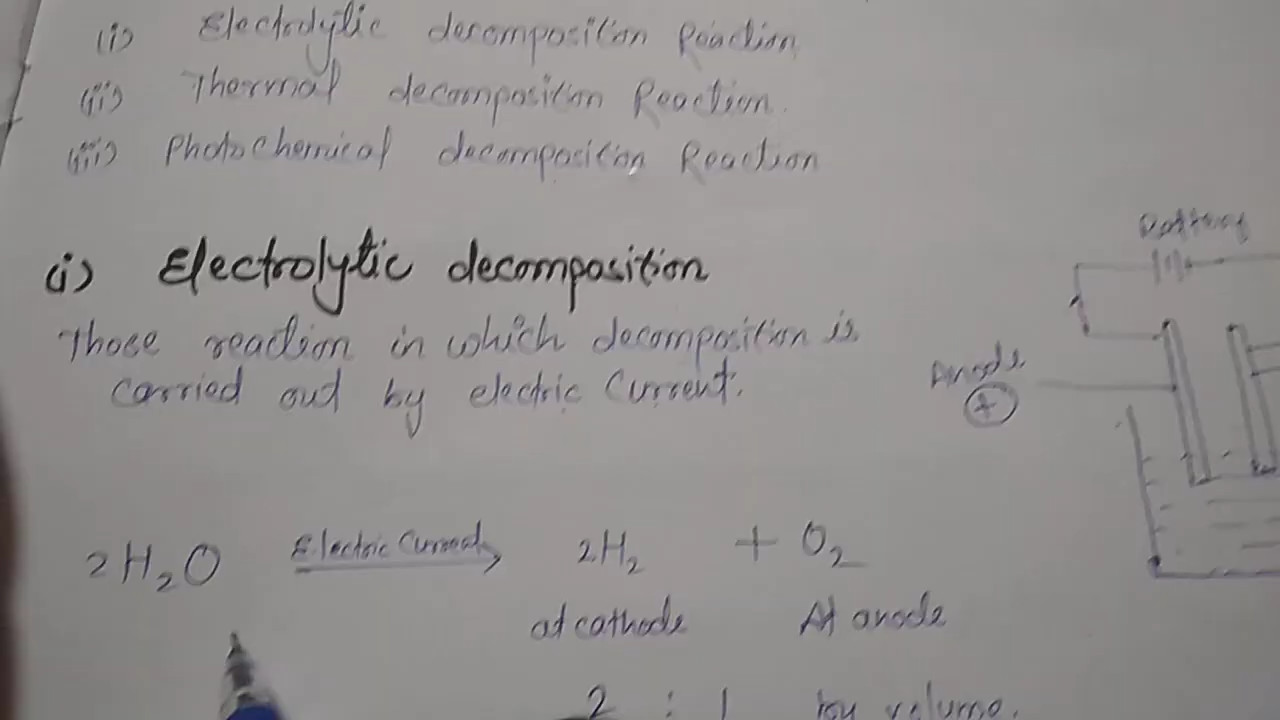 (i) Electrolytic decomposition Reaction
(ii) Thermal decomposition Reaction.
(iii) Photochemical decomposition Reaction
(i) Electrolytic decomposition
Those reaction in which decomposition is
carried out by electric current.
Battery
Anode
+
2H₂O Electric Current → 2H₂ + O₂
at cathode At anode
2 : 1 by volume.